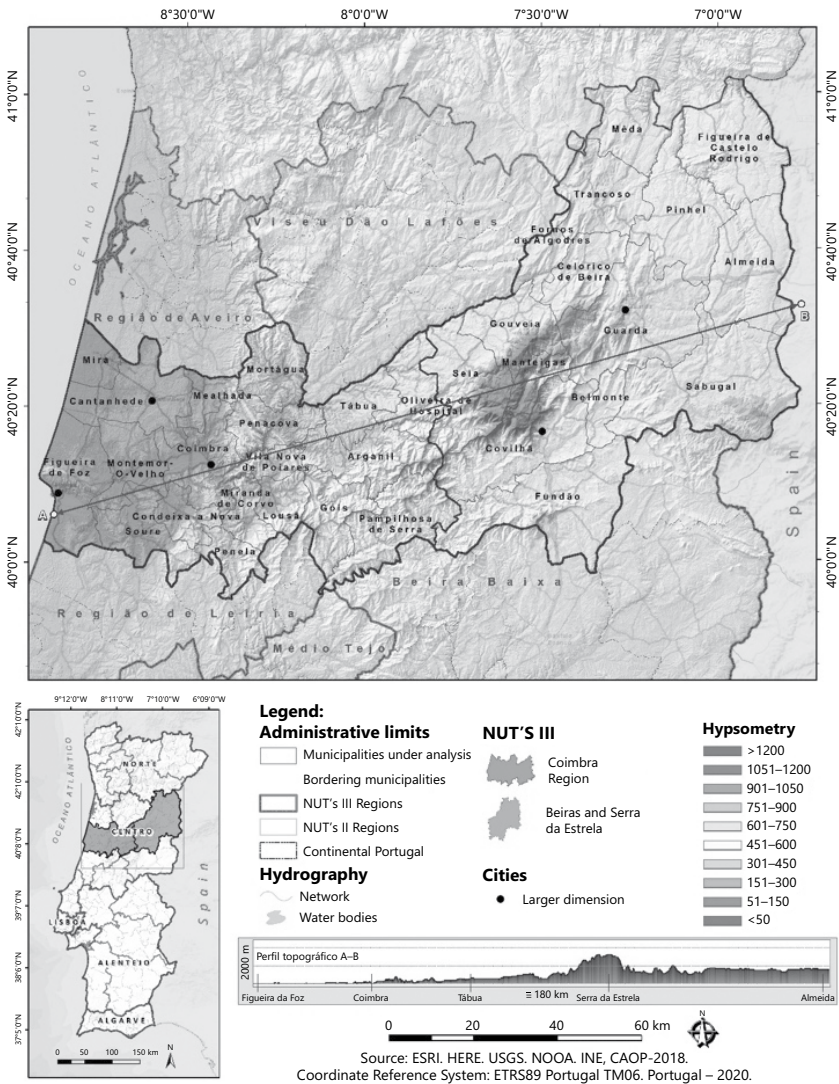 8°30'0"W 8°0'0"W 7°30'0"W 7°0'0"W
41°0'0"N
40°40'0"N
40°20'0"N
40°0'0"N
41°0'0"N
40°40'0"N
40°20'0"N
40°0'0"N
OCEANO ATLÂNTICO
Mêda
Figueira de
Castelo
Rodrigo
Trancoso
Pinhel
Viseu Dão Lafões
Fornos
de Algodres
Almeida
Celorico
de Beira
Região de Aveiro
Gouveia
Guarda
B
Mira
Mortágua
Manteigas
Seia
Sabugal
Cantanhede
Mealhada
Oliveira de
Hospital
Belmonte
Tábua
Penacova
Coimbra
Covilhã
Figueira
de Foz
Montemor-
O-Velho
Vila Nova
de Poiares
Arganil
Miranda
de Corvo
Fundão
A
Condeixa a Nova
Lousã
Góis
Pampilhosa
de Serra
Soure
Penela
Spain
Beira Baixa
Região de Leiria
Médio Tejo
9°12'0"W 8°11'0"W 7°10'0"W 6°09'0"W
42°11'0"N
42°10'0"N
40°8'0"N
39°7'0"N
38°6'0"N
37°5'0"N
OCEANO ATLÂNTICO
NORTE
CENTRO
LISBOA
ALENTEJO
ALGARVE
Spain
0 50 100 150 km
N
Legend:
Administrative limits
Municipalities under analysis
Bordering municipalities
NUT'S III Regions
NUT'S II Regions
Continental Portugal
Hydrography
Network
Water bodies
NUT'S III
Coimbra
Region
Beiras and Serra
da Estrela
Cities
Larger dimension
Hypsometry
>1200
1051–1200
901–1050
751–900
601–750
451–600
301–450
151–300
51–150
<50
2000 m
Perfil topográfico A–B
Figueira da Foz Coimbra Tábua ≡ 180 km Serra da Estrela Almeida
0 20 40 60 km
N
Source: ESRI. HERE. USGS. NOOA. INE, CAOP-2018.
Coordinate Reference System: ETRS89 Portugal TM06. Portugal – 2020.